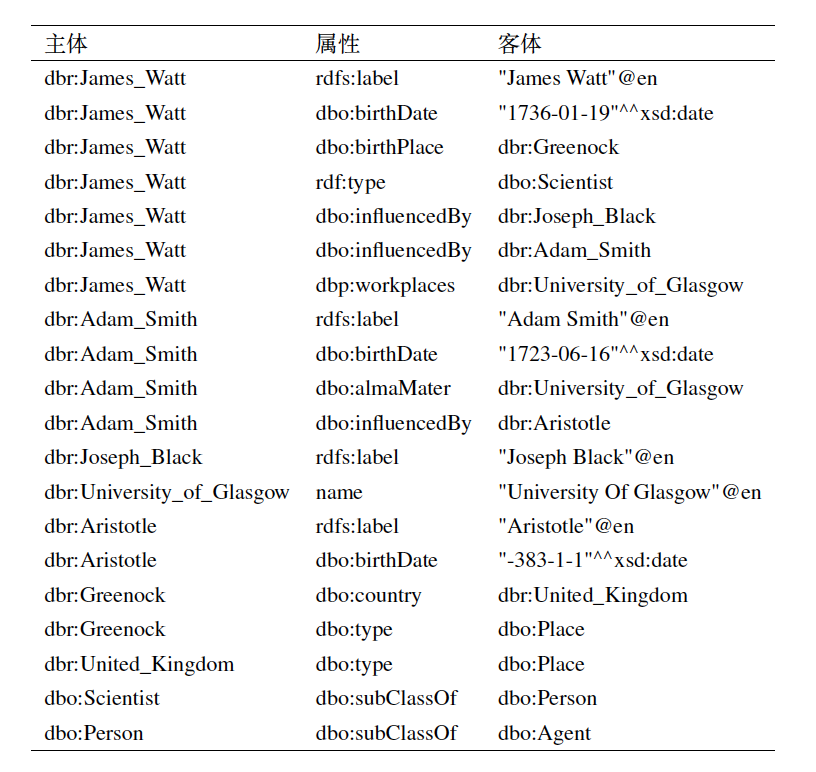 主体 属性 客体
dbr:James_Watt rdfs:label "James Watt"@en
dbr:James_Watt dbo:birthDate "1736-01-19"^^xsd:date
dbr:James_Watt dbo:birthPlace dbr:Greenock
dbr:James_Watt rdf:type dbo:Scientist
dbr:James_Watt dbo:influencedBy dbr:Joseph_Black
dbr:James_Watt dbo:influencedBy dbr:Adam_Smith
dbr:James_Watt dbp:workplaces dbr:University_of_Glasgow
dbr:Adam_Smith rdfs:label "Adam Smith"@en
dbr:Adam_Smith dbo:birthDate "1723-06-16"^^xsd:date
dbr:Adam_Smith dbo:almaMater dbr:University_of_Glasgow
dbr:Adam_Smith dbo:influencedBy dbr:Aristotle
dbr:Joseph_Black rdfs:label "Joseph Black"@en
dbr:University_of_Glasgow name "University Of Glasgow"@en
dbr:Aristotle rdfs:label "Aristotle"@en
dbr:Aristotle dbo:birthDate "-383-1-1"^^xsd:date
dbr:Greenock dbo:country dbr:United_Kingdom
dbr:Greenock dbo:type dbo:Place
dbr:United_Kingdom dbo:type dbo:Place
dbo:Scientist dbo:subClassOf dbo:Person
dbo:Person dbo:subClassOf dbo:Agent